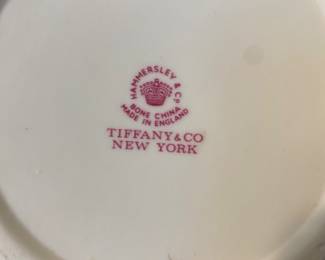 HAMMERSLEY & Co
BONE CHINA
MADE IN ENGLAND
TIFFANY & CO
NEW YORK